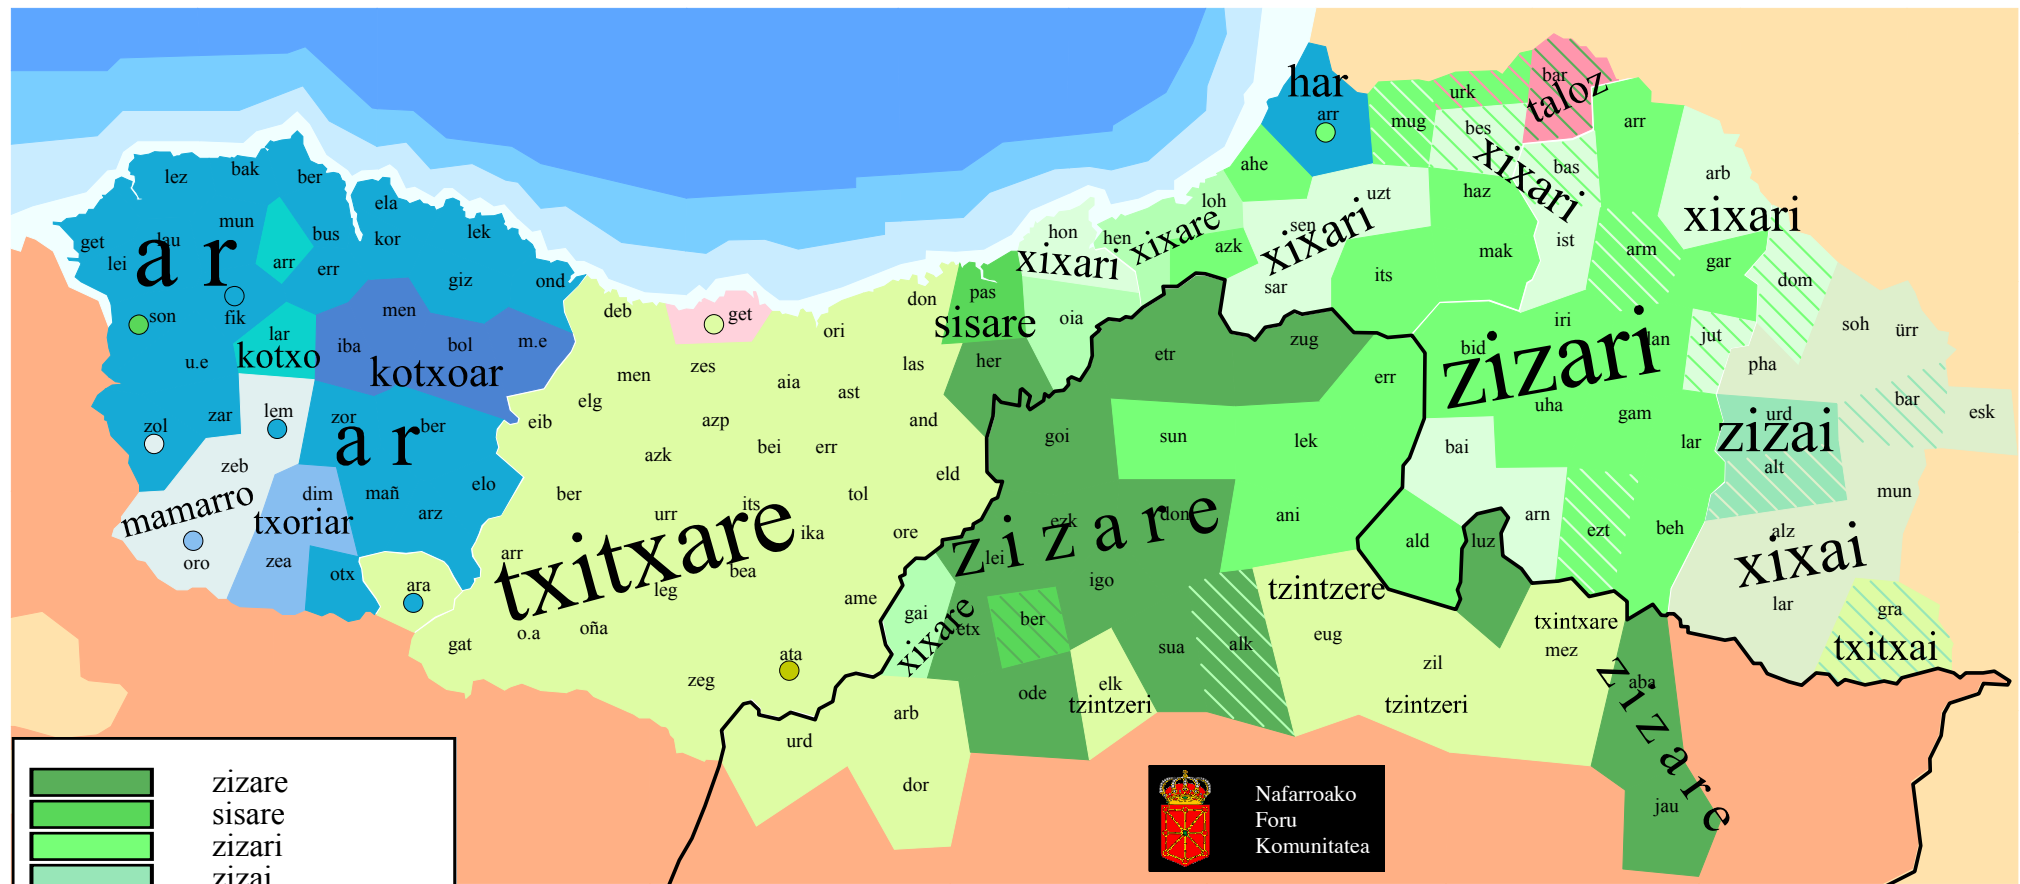 har
bar
taloz
urk
arr
mug
bes
arr
xixari
bas
lez
bak
ber
ahe
arb
haz
uzt
loh
ela
mun
xixari
get
lau
a r
bus
kor
lek
hon
hen
xixare
sen
xixari
azk
ist
mak
arm
lei
arr
err
xixari
gar
its
giz
ond
sar
dom
fik
son
men
deb
get
don
pas
sisare
oia
iri
zizari
soh
ürr
lar
kotxo
iba
bol
m.e
kotxoar
ori
etr
zug
bid
lan
jut
u.e
men
zes
aia
ast
las
her
err
pha
zar
lem
zor
a r
ber
eib
elg
azp
and
uha
gam
urd
zizai
bar
esk
zol
zeb
azk
bei
err
goi
sun
lek
bai
lar
alt
mamarro
dim
txoriar
mañ
elo
arz
ber
urr
its
tol
eld
mun
ika
ore
ezk
don
ani
arn
ezt
beh
alz
xixai
oro
zea
otx
arr
txitxare
zizare
lei
ald
luz
ara
leg
bea
ame
igo
tzintzere
lar
gra
gai
xixare
etx
ber
txintxare
mez
txitxai
gat
o.a
oña
sua
alk
eug
zil
ata
zeg
ode
elk
tzintzeri
tzintzeri
aba
zizare
arb
urd
dor
jau
zizare
sisare
zizari
zizai
Nafarroako
Foru
Komunitatea